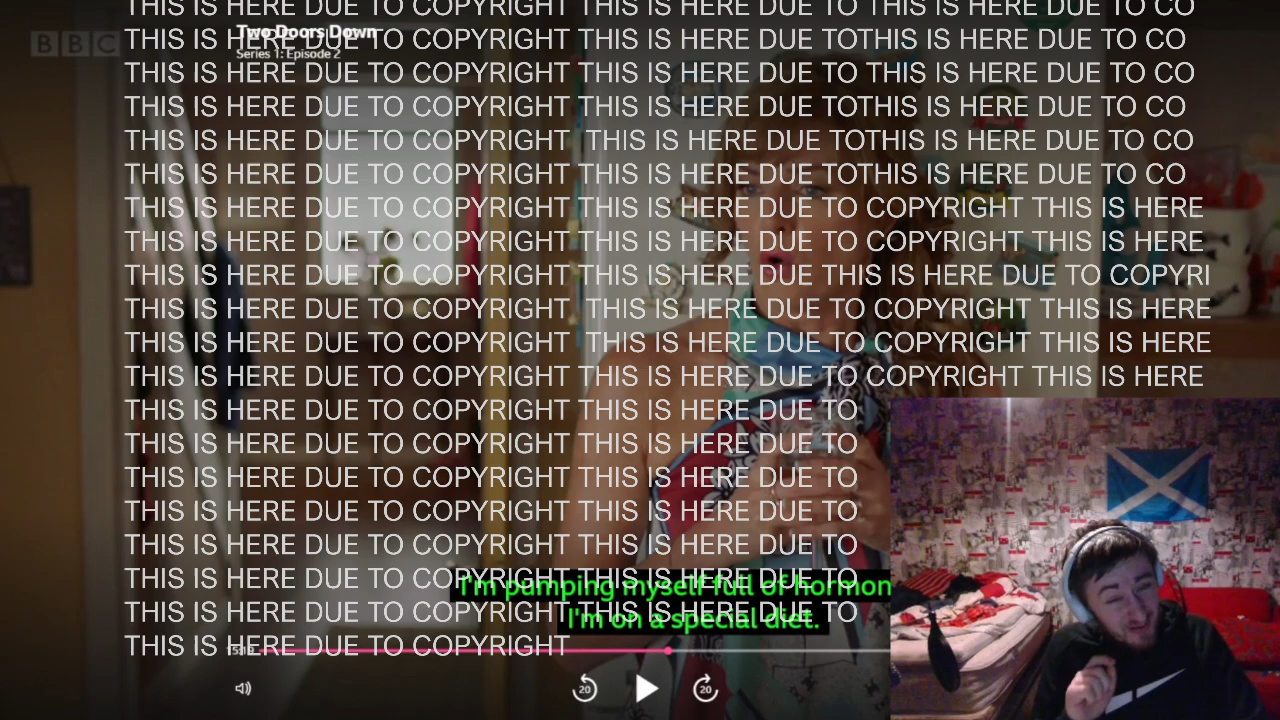 THIS IS HERE DUE TO COPYRIGHT THIS IS HERE DUE TO THIS IS HERE DUE TO CO
BBC
Two Doors Down
THIS IS HERE DUE TO COPYRIGHT THIS IS HERE DUE TOTHIS IS HERE DUE TO CO
Series 1: Episode 2
THIS IS HERE DUE TO COPYRIGHT THIS IS HERE DUE TO THIS IS HERE DUE TO CO
THIS IS HERE DUE TO COPYRIGHT THIS IS HERE DUE TOTHIS IS HERE DUE TO CO
THIS IS HERE DUE TO COPYRIGHT THIS IS HERE DUE TOTHIS IS HERE DUE TO CO
THIS IS HERE DUE TO COPYRIGHT THIS IS HERE DUE TOTHIS IS HERE DUE TO CO
THIS IS HERE DUE TO COPYRIGHT THIS IS HERE DUE TO COPYRIGHT THIS IS HERE
THIS IS HERE DUE TO COPYRIGHT THIS IS HERE DUE TO COPYRIGHT THIS IS HERE
THIS IS HERE DUE TO COPYRIGHT THIS IS HERE DUE THIS IS HERE DUE TO COPYRI
THIS IS HERE DUE TO COPYRIGHT THIS IS HERE DUE TO COPYRIGHT THIS IS HERE
THIS IS HERE DUE TO COPYRIGHT THIS IS HERE DUE TO COPYRIGHT THIS IS HERE
THIS IS HERE DUE TO COPYRIGHT THIS IS HERE DUE TO COPYRIGHT THIS IS HERE
THIS IS HERE DUE TO COPYRIGHT THIS IS HERE DUE TO
THIS IS HERE DUE TO COPYRIGHT THIS IS HERE DUE TO
THIS IS HERE DUE TO COPYRIGHT THIS IS HERE DUE TO
THIS IS HERE DUE TO COPYRIGHT THIS IS HERE DUE TO
THIS IS HERE DUE TO COPYRIGHT THIS IS HERE DUE TO
THIS IS HERE DUE TO COPYRIGHT THIS IS HERE DUE TO
I'm pumping myself full of hormon
THIS IS HERE DUE TO COPYRIGHT THIS IS HERE DUE TO
I'm on a special diet.
THIS IS HERE DUE TO COPYRIGHT
20 20